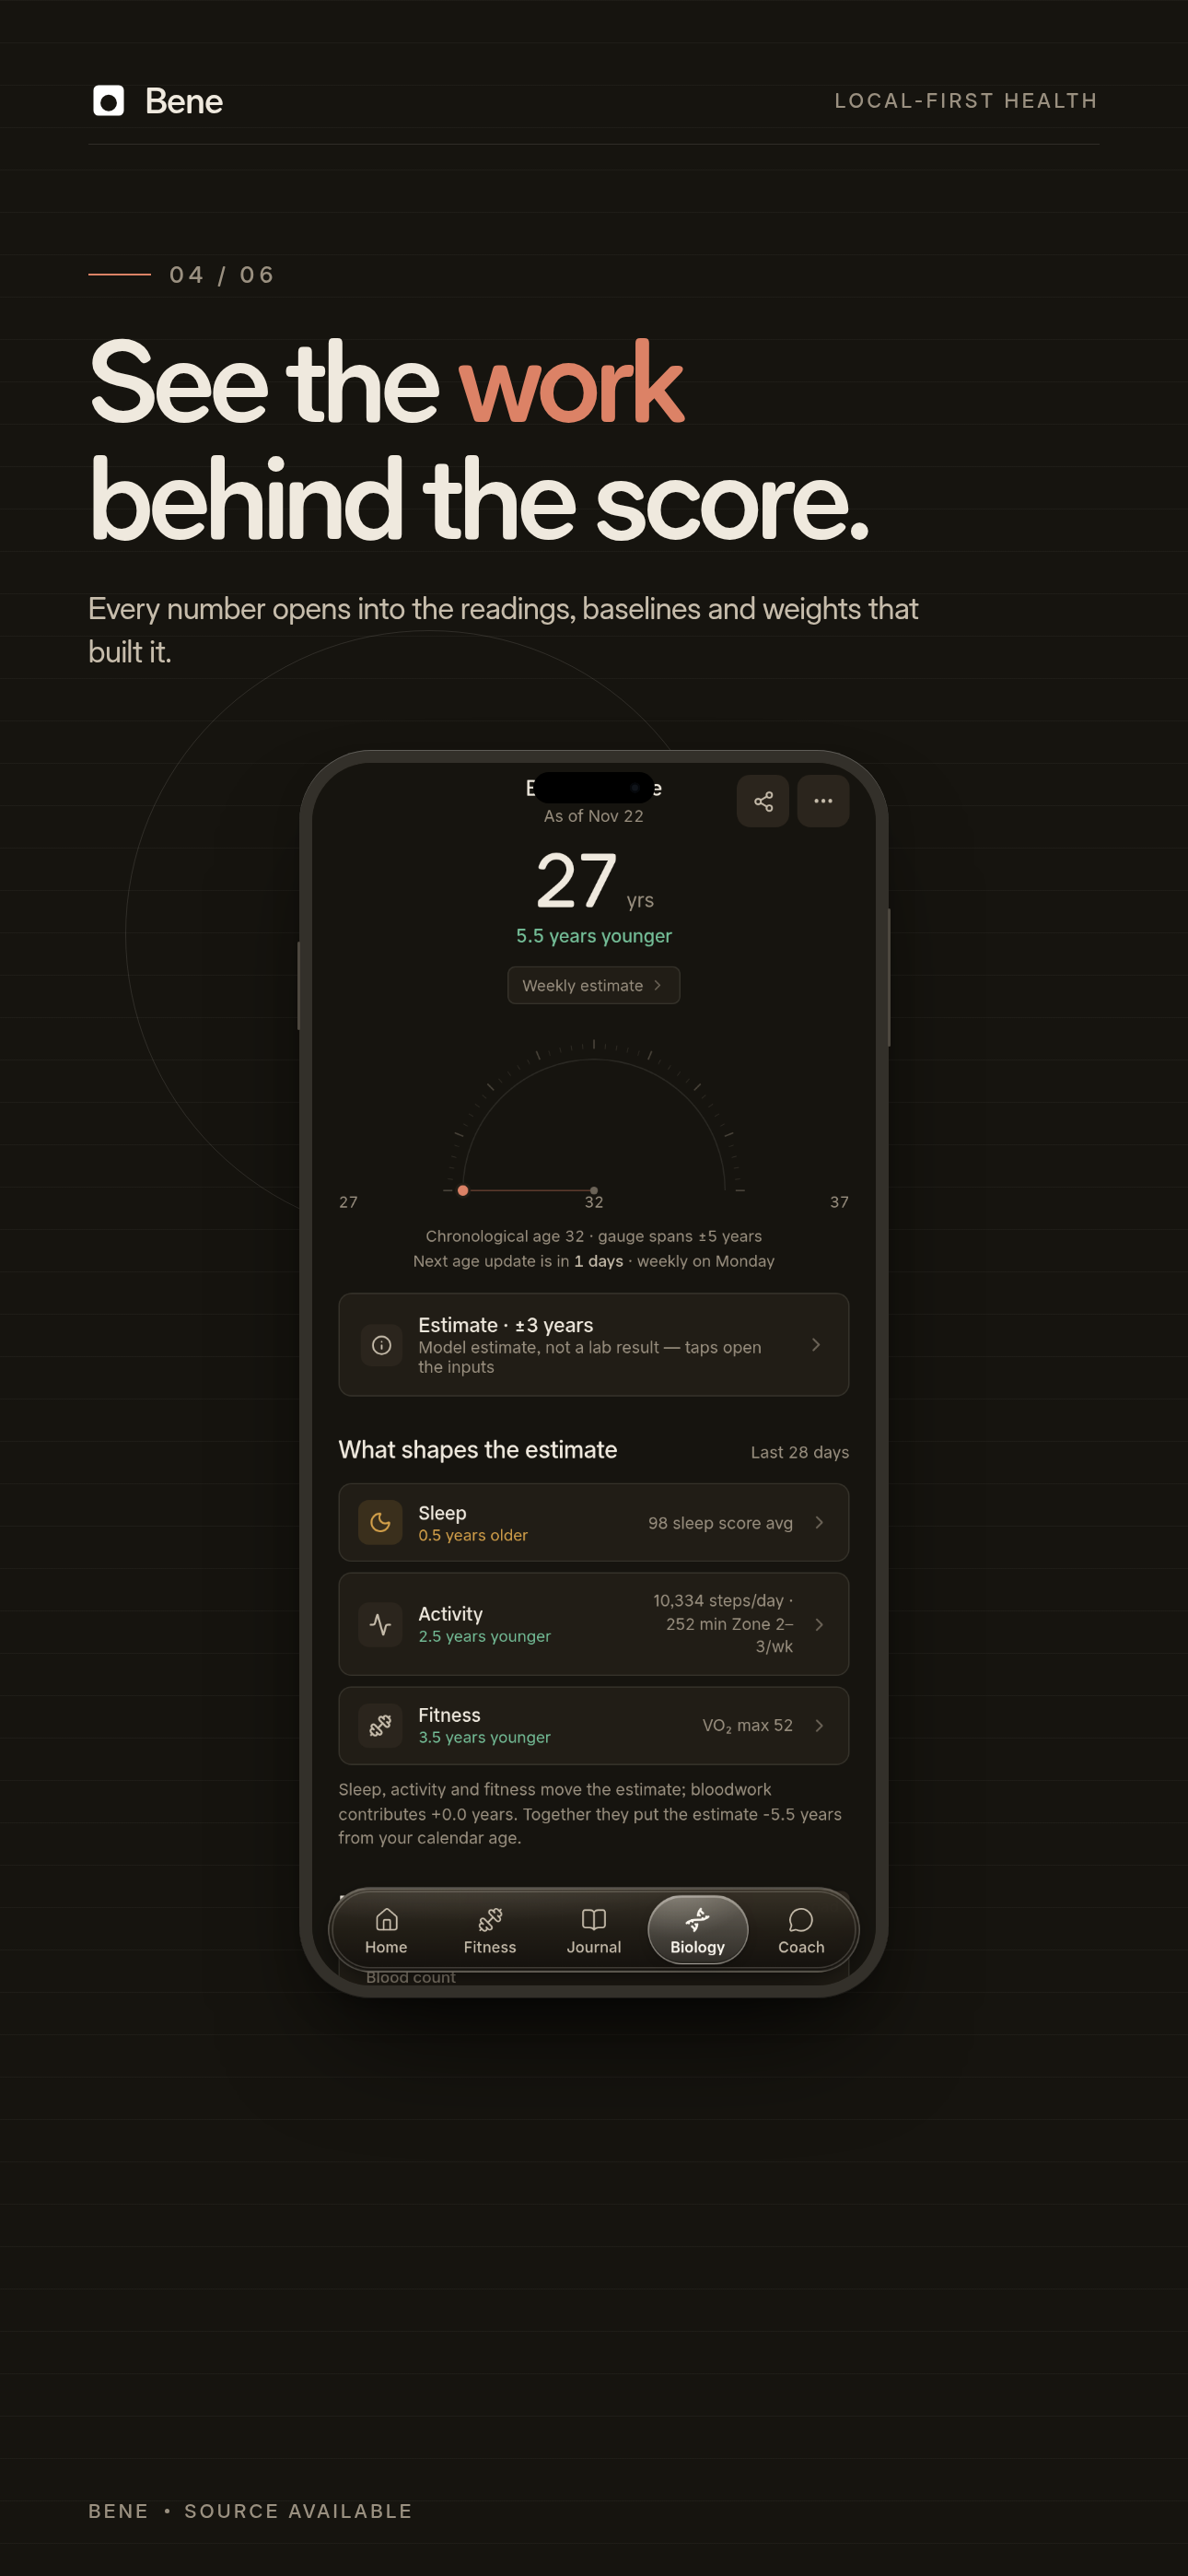 Bene
LOCAL-FIRST HEALTH
04 / 06
See the work
behind the score.
Every number opens into the readings, baselines and weights that
built it.
As of Nov 22
27 yrs
5.5 years younger
Weekly estimate
27
32
37
Chronological age 32 · gauge spans ±5 years
Next age update is in 1 days · weekly on Monday
Estimate · ±3 years
Model estimate, not a lab result — taps open
the inputs
What shapes the estimate
Last 28 days
Sleep
0.5 years older
98 sleep score avg
Activity
2.5 years younger
10,334 steps/day ·
252 min Zone 2–
3/wk
Fitness
3.5 years younger
VO₂ max 52
Sleep, activity and fitness move the estimate; bloodwork
contributes +0.0 years. Together they put the estimate -5.5 years
from your calendar age.
Home
Fitness
Journal
Biology
Coach
Blood count
BENE • SOURCE AVAILABLE